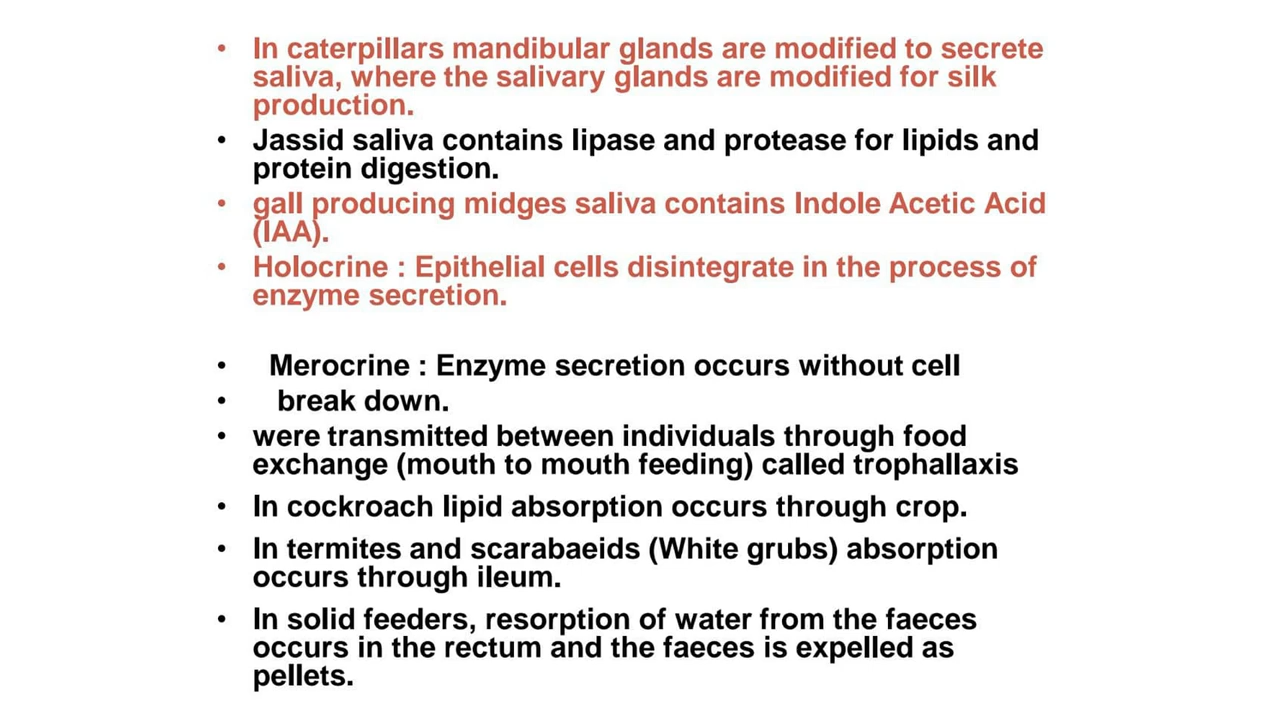 • In caterpillars mandibular glands are modified to secrete
saliva, where the salivary glands are modified for silk
production.
• Jassid saliva contains lipase and protease for lipids and
protein digestion.
• gall producing midges saliva contains Indole Acetic Acid
(IAA).
• Holocrine : Epithelial cells disintegrate in the process of
enzyme secretion.
• Merocrine : Enzyme secretion occurs without cell
• break down.
• were transmitted between individuals through food
exchange (mouth to mouth feeding) called trophallaxis
• In cockroach lipid absorption occurs through crop.
• In termites and scarabaeids (White grubs) absorption
occurs through ileum.
• In solid feeders, resorption of water from the faeces
occurs in the rectum and the faeces is expelled as
pellets.